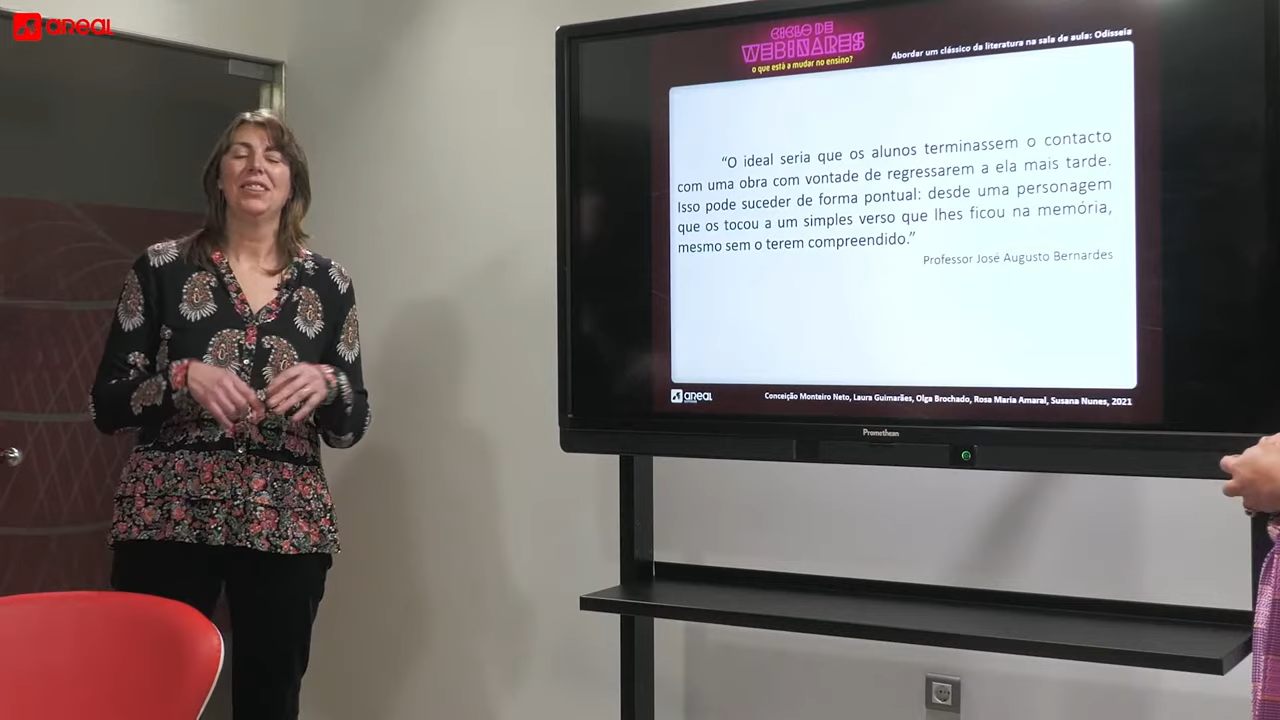 areal
CICLO DE
WEBINARES
o que está a mudar no ensino?
Abordar um clássico da literatura na sala de aula: Odisseia
“O ideal seria que os alunos terminassem o contacto
com uma obra com vontade de regressarem a ela mais tarde.
Isso pode suceder de forma pontual: desde uma personagem
que os tocou a um simples verso que lhes ficou na memória,
mesmo sem o terem compreendido.”
Professor José Augusto Bernardes
areal
Conceição Monteiro Neto, Laura Guimarães, Olga Brochado, Rosa Maria Amaral, Susana Nunes, 2021
Promethean